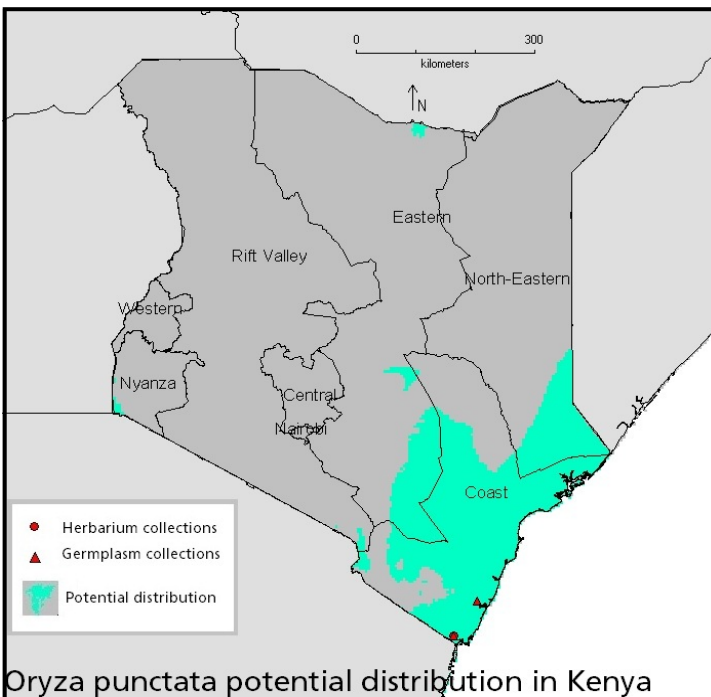 0 300
kilometers
N
Eastern
Rift Valley
North-Eastern
Western
Nyanza
Central
Nairobi
Coast
Herbarium collections
Germplasm collections
Potential distribution
Oryza punctata potential distribution in Kenya